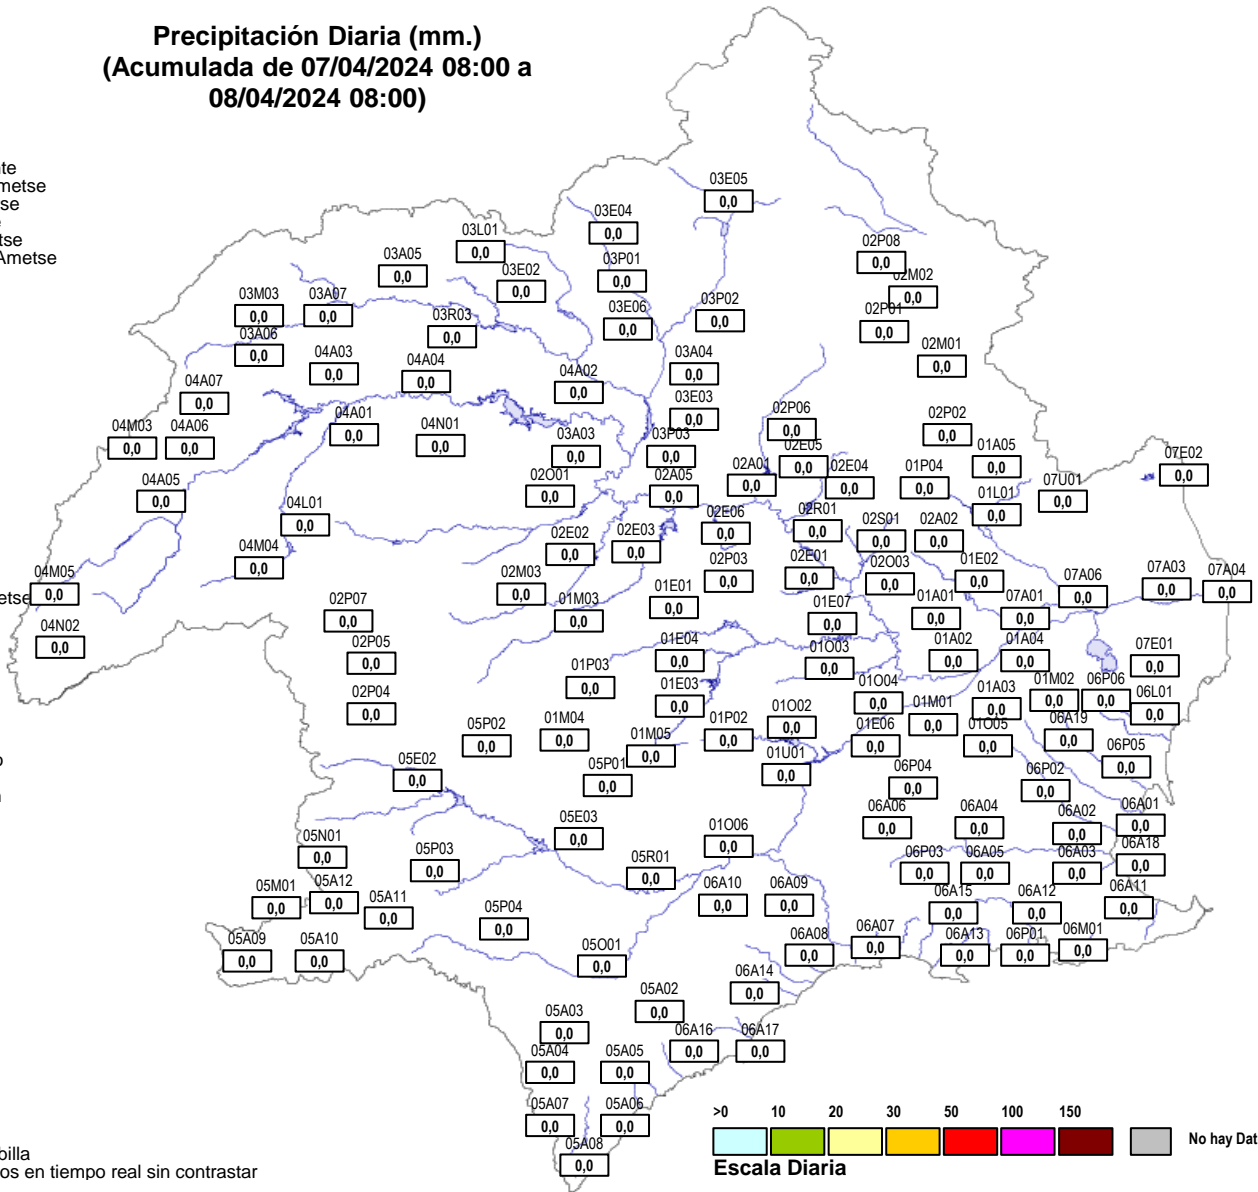 Precipitación Diaria (mm.)
(Acumulada de 07/04/2024 08:00 a
08/04/2024 08:00)
nte
metse
se
e
tse
Ametse
03E05
0,0
03E04
0,0
03L01
0,0
03A05
0,0
03E02
0,0
03P01
0,0
02P08
0,0
02M02
0,0
03M03
0,0
03A07
0,0
03R03
0,0
03E06
0,0
03P02
0,0
02P01
0,0
03A06
0,0
04A03
0,0
04A04
0,0
04A02
0,0
03A04
0,0
02M01
0,0
04A07
0,0
04A01
0,0
04N01
0,0
03E03
0,0
02P06
0,0
02P02
0,0
04M03
0,0
04A06
0,0
03A03
0,0
03P03
0,0
02E05
0,0
01A05
0,0
07E02
0,0
04A05
0,0
02O01
0,0
02A05
0,0
02A01
0,0
02E04
0,0
01P04
0,0
01L01
0,0
07U01
0,0
04L01
0,0
02E06
0,0
02R01
0,0
02S01
0,0
02A02
0,0
04M04
0,0
02E02
0,0
02E03
0,0
02P03
0,0
02E01
0,0
02O03
0,0
01E02
0,0
04M05
0,0
etse
02M03
0,0
01M03
0,0
01E01
0,0
01E07
0,0
01A01
0,0
07A01
0,0
07A06
0,0
07A03
0,0
07A04
0,0
04N02
0,0
02P07
0,0
02P05
0,0
01E04
0,0
01O03
0,0
01A02
0,0
01A04
0,0
07E01
0,0
02P04
0,0
01P03
0,0
01E03
0,0
01O04
0,0
01A03
0,0
01M02
0,0
06P06
0,0
06L01
0,0
05P02
0,0
01M04
0,0
01M05
0,0
01P02
0,0
01O02
0,0
01E06
0,0
01M01
0,0
01O05
0,0
06A19
0,0
06P05
0,0
o
05E02
0,0
05P01
0,0
01U01
0,0
06P04
0,0
06P02
0,0
05N01
0,0
05P03
0,0
05E03
0,0
01O06
0,0
06A06
0,0
06A04
0,0
06A02
0,0
06A01
0,0
05M01
0,0
05A12
0,0
05A11
0,0
05R01
0,0
06P03
0,0
06A05
0,0
06A03
0,0
06A18
0,0
05P04
0,0
06A10
0,0
06A09
0,0
06A15
0,0
06A12
0,0
06A11
0,0
05A09
0,0
05A10
0,0
05O01
0,0
06A08
0,0
06A07
0,0
06A13
0,0
06P01
0,0
06M01
0,0
05A02
0,0
06A14
0,0
05A03
0,0
06A16
0,0
06A17
0,0
05A04
0,0
05A05
0,0
05A07
0,0
05A06
0,0
05A08
0,0
>0 10 20 30 50 100 150
No hay Dat
Escala Diaria
billa
os en tiempo real sin contrastar